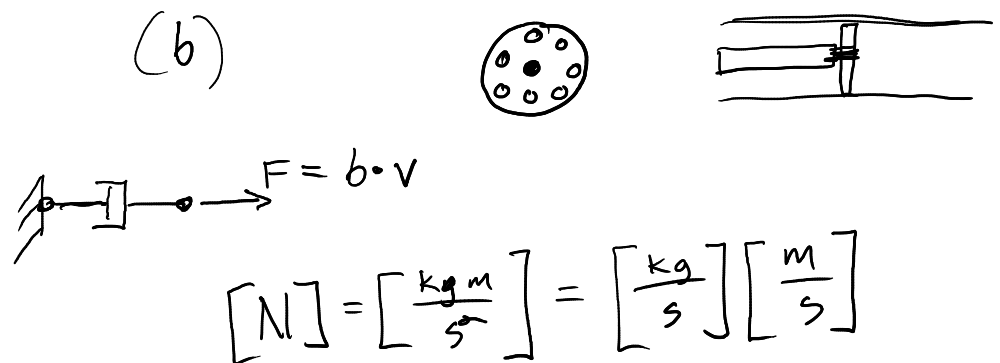 (b)
F = b·v
[N] = [kg m / s²] = [kg / s] [m / s]